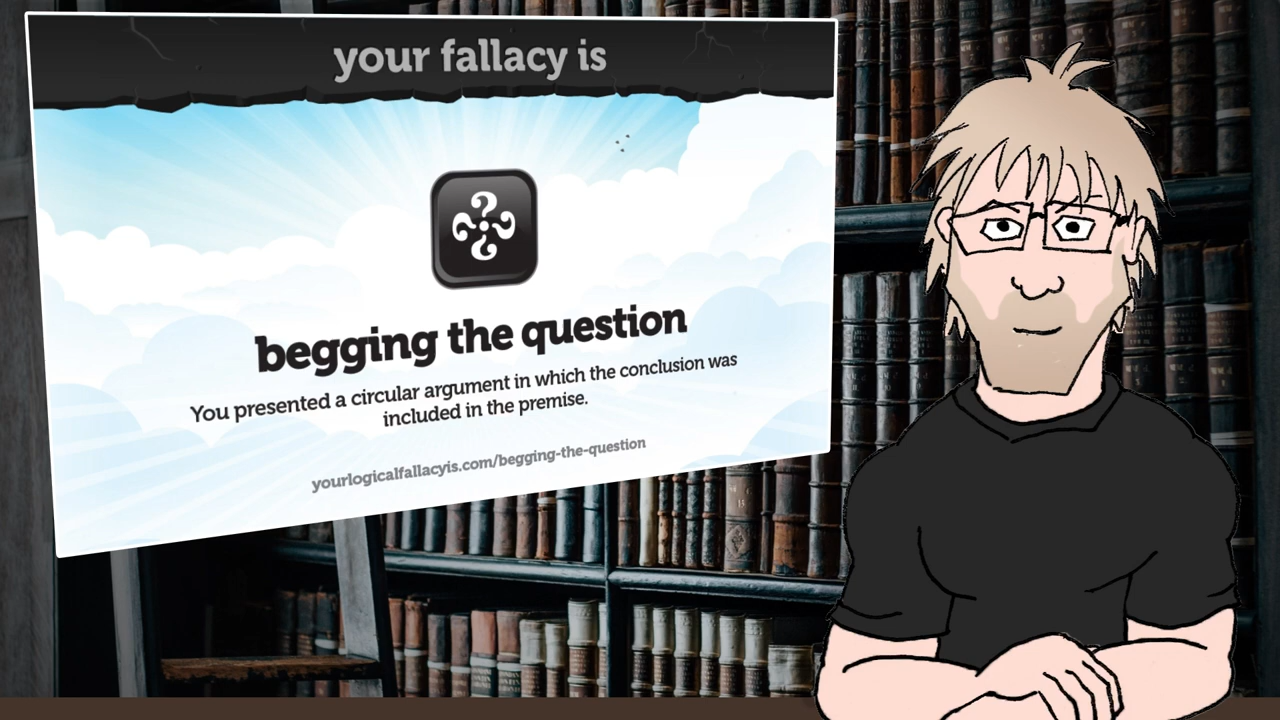 your fallacy is
begging the question
You presented a circular argument in which the conclusion was
included in the premise.
yourlogicalfallacyis.com/begging-the-question